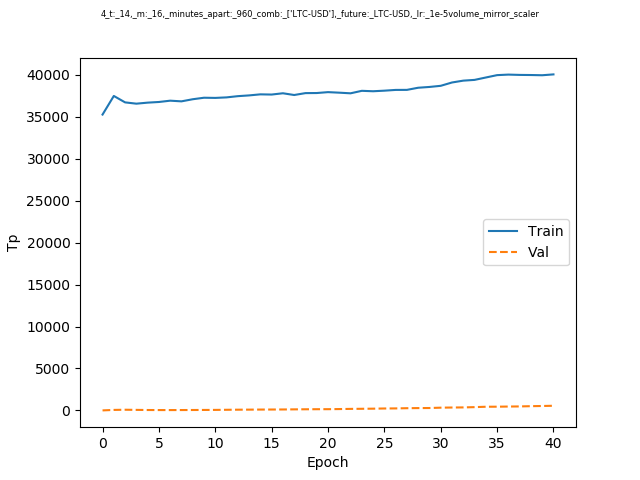 4_t:_14,_m:_16,_minutes_apart:_960_comb:_['LTC-USD'],_future:_LTC-USD,_lr:_1e-5volume_mirror_scaler
40000
35000
30000
25000
20000
15000
10000
5000
0
Tp
Train
Val
0 5 10 15 20 25 30 35 40
Epoch